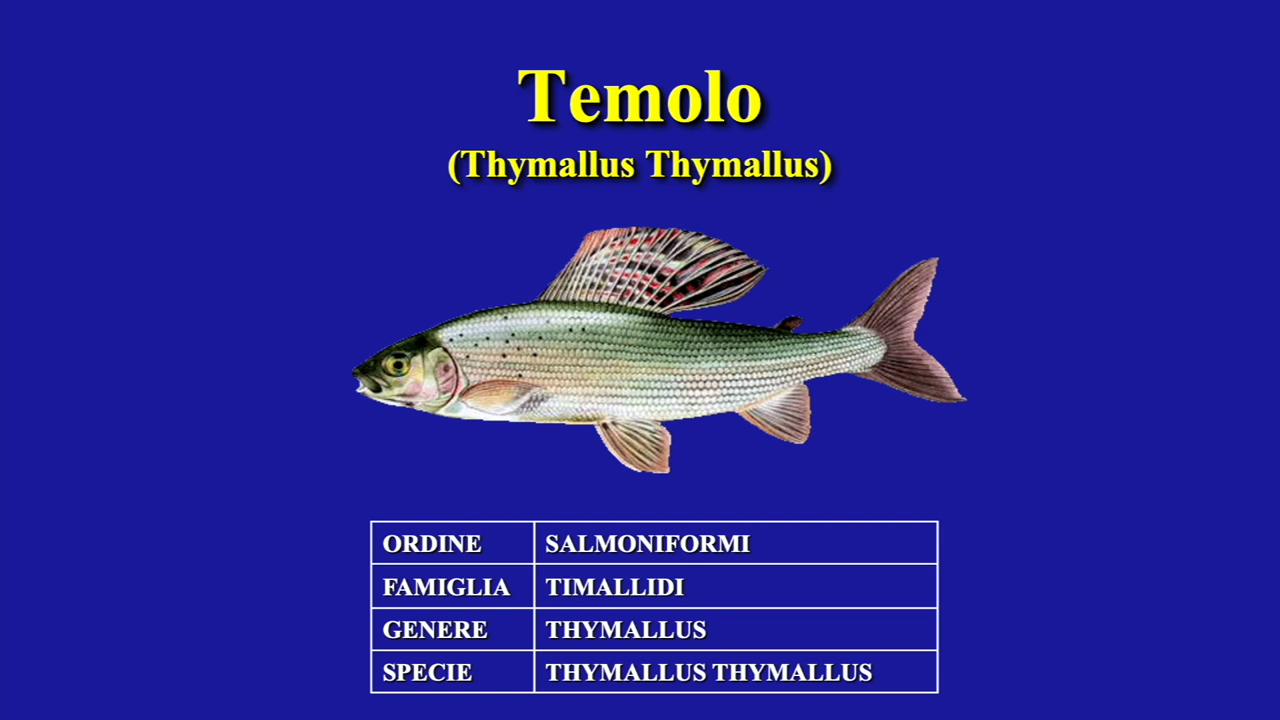 Temolo
(Thymallus Thymallus)
ORDINE SALMONIFORMI
FAMIGLIA TIMALLIDI
GENERE THYMALLUS
SPECIE THYMALLUS THYMALLUS